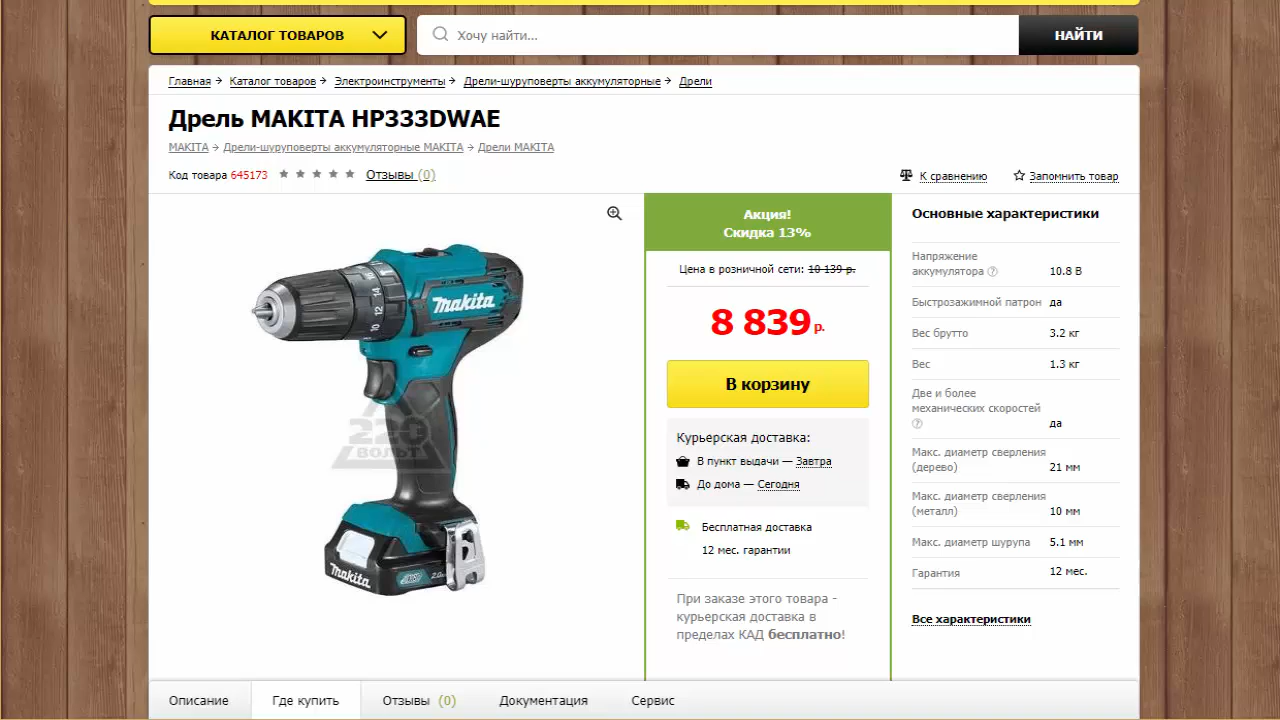 КАТАЛОГ ТОВАРОВ
Хочу найти...
НАЙТИ
Главная → Каталог товаров → Электроинструменты → Дрели-шуруповерты аккумуляторные → Дрели
Дрель MAKITA HP333DWAE
MAKITA → Дрели-шуруповерты аккумуляторные MAKITA → Дрели MAKITA
Код товара 645173
Отзывы (0)
К сравнению
Запомнить товар
16
14
12
10
Makita
220
ВОЛЬТ
Makita
2.0
Акция!
Скидка 13%
Цена в розничной сети: 10 139 р.
8 839 р.
В корзину
Курьерская доставка:
В пункт выдачи — Завтра
До дома — Сегодня
Бесплатная доставка
12 мес. гарантии
При заказе этого товара -
курьерская доставка в
пределах КАД бесплатно!
Основные характеристики
Напряжение
аккумулятора ? 10.8 В
Быстрозажимной патрон да
Вес брутто 3.2 кг
Вес 1.3 кг
Две и более
механических скоростей
? да
Макс. диаметр сверления
(дерево) 21 мм
Макс. диаметр сверления
(металл) 10 мм
Макс. диаметр шурупа 5.1 мм
Гарантия 12 мес.
Все характеристики
Описание
Где купить
Отзывы (0)
Документация
Сервис